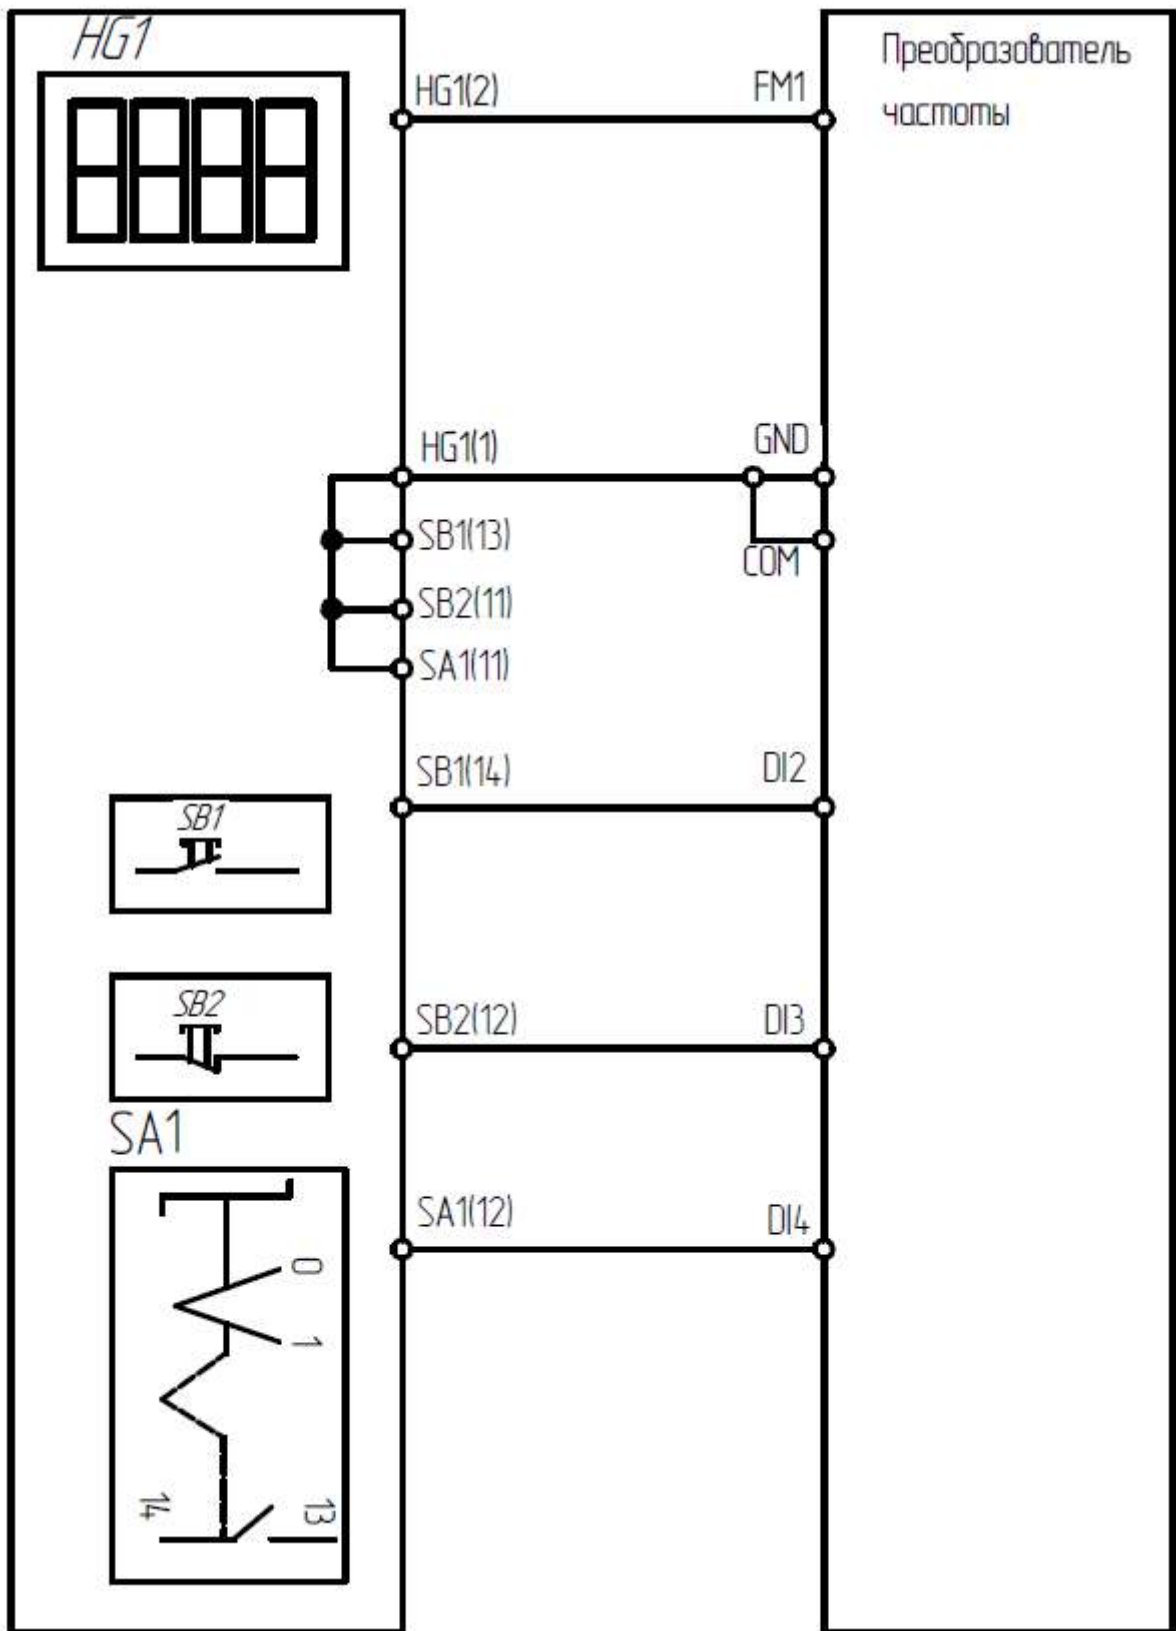 HG1
HG1(2)
FM1
Преобразователь
частоты
HG1(1)
GND
SB1(13)
COM
SB2(11)
SA1(11)
SB1(14)
DI2
SB1
SB2
SB2(12)
DI3
SA1
SA1(12)
DI4
0
1
14
13